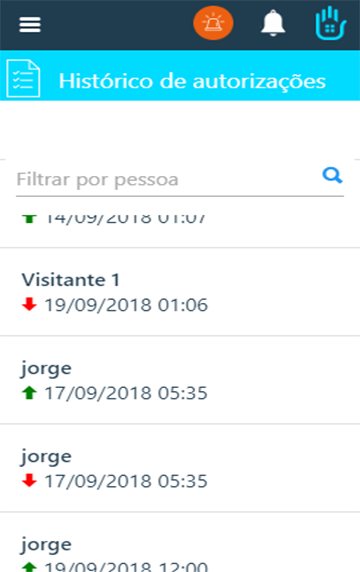 Histórico de autorizações
Filtrar por pessoa
14/09/2018 01:07
Visitante 1
19/09/2018 01:06
jorge
17/09/2018 05:35
jorge
17/09/2018 05:35
jorge
19/09/2018 12:00